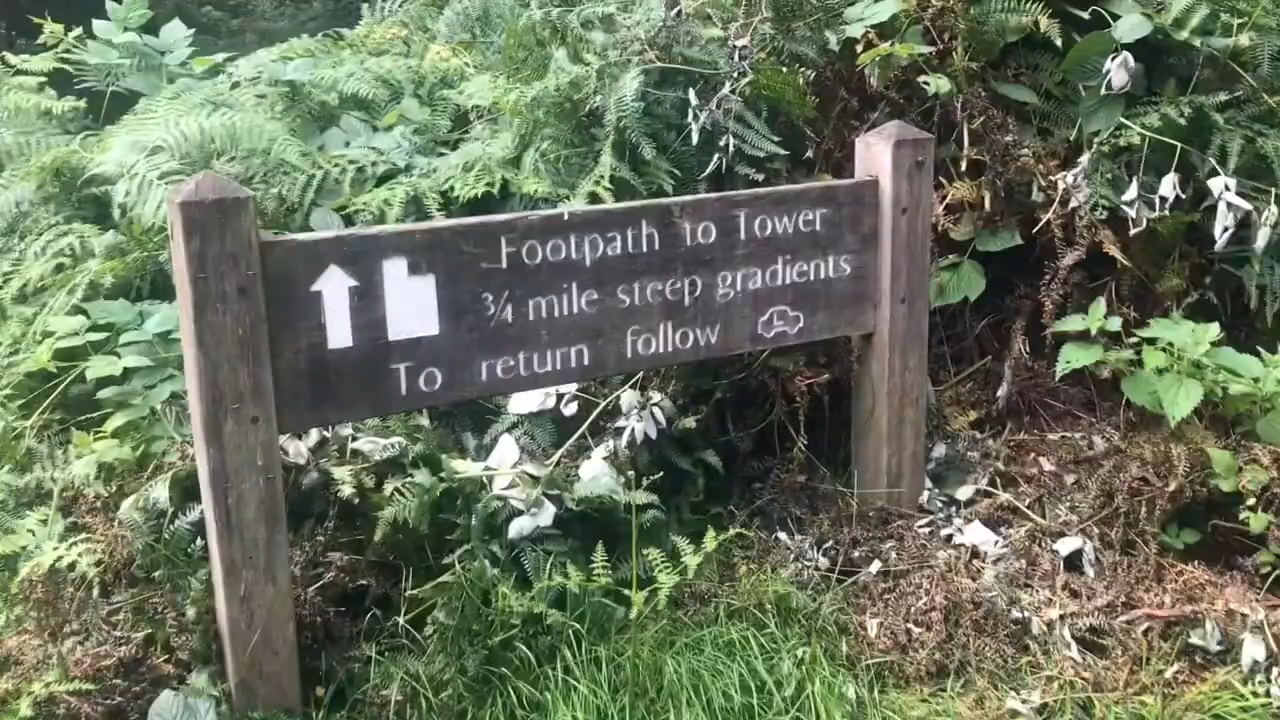 Footpath to Tower
¾ mile steep gradients
To return follow